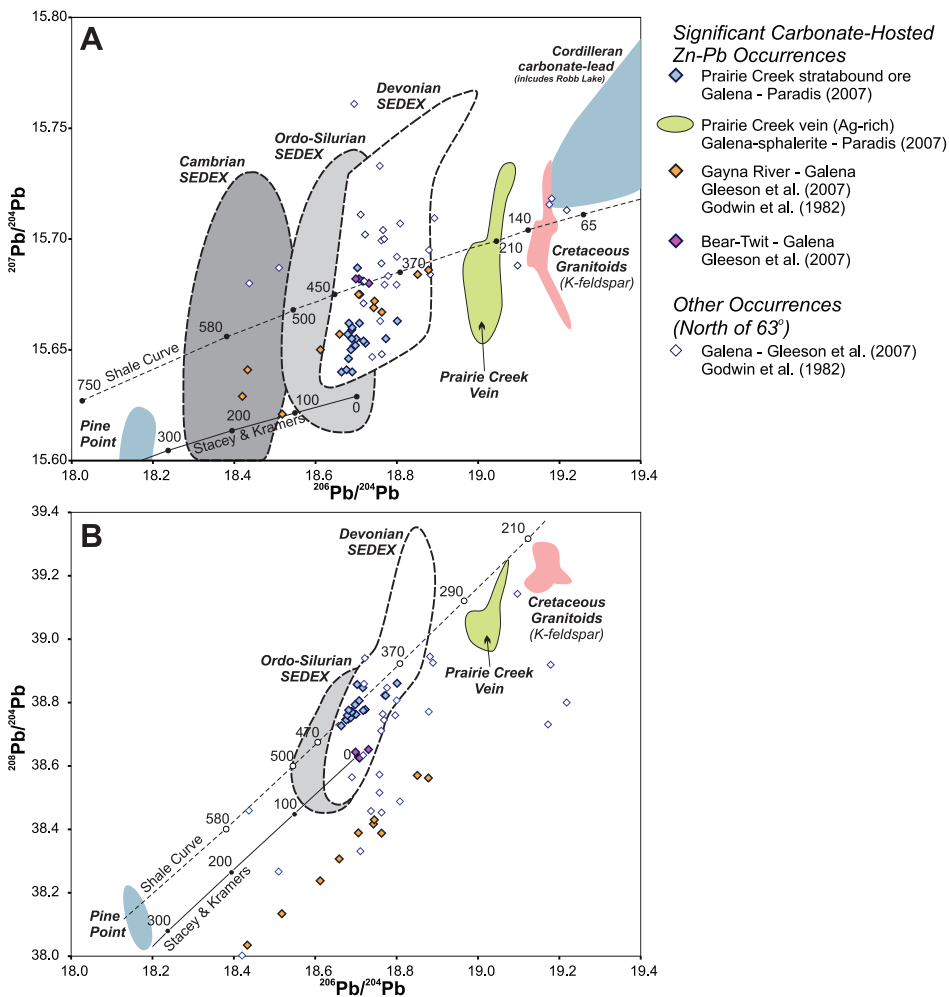 A
15.80
15.75
15.70
15.65
15.60
207Pb/204Pb
18.0 18.2 18.4 18.6 18.8 19.0 19.2 19.4
206Pb/204Pb
Cordilleran
carbonate-lead
(inlcudes Robb Lake)
Devonian
SEDEX
Ordo-Silurian
SEDEX
Cambrian
SEDEX
750
580
500
450
370
210
140
65
Shale Curve
300
200
100
0
Stacey & Kramers
Pine
Point
Prairie Creek
Vein
Cretaceous
Granitoids
(K-feldspar)
Significant Carbonate-Hosted
Zn-Pb Occurrences
Prairie Creek stratabound ore
Galena - Paradis (2007)
Prairie Creek vein (Ag-rich)
Galena-sphalerite - Paradis (2007)
Gayna River - Galena
Gleeson et al. (2007)
Godwin et al. (1982)
Bear-Twit - Galena
Gleeson et al. (2007)
Other Occurrences
(North of 63o)
Galena - Gleeson et al. (2007)
Godwin et al. (1982)
B
39.4
39.2
39.0
38.8
38.6
38.4
38.2
38.0
208Pb/204Pb
18.0 18.2 18.4 18.6 18.8 19.0 19.2 19.4
206Pb/204Pb
Devonian
SEDEX
210
290
370
470
500
580
Shale Curve
Ordo-Silurian
SEDEX
0
100
200
300
Stacey & Kramers
Pine
Point
Prairie Creek
Vein
Cretaceous
Granitoids
(K-feldspar)